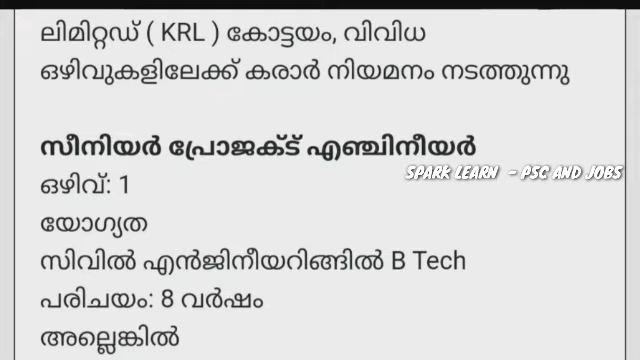 ലിമിറ്റഡ് ( KRL ) കോട്ടയം, വിവിധ
ഒഴിവുകളിലേക്ക് കരാർ നിയമനം നടത്തുന്നു
സീനിയർ പ്രോജക്ട് എഞ്ചിനീയർ
SPARK LEARN - PSC AND JOBS
ഒഴിവ്: 1
യോഗ്യത
സിവിൽ എൻജിനീയറിങ്ങിൽ B Tech
പരിചയം: 8 വർഷം
അല്ലെങ്കിൽ